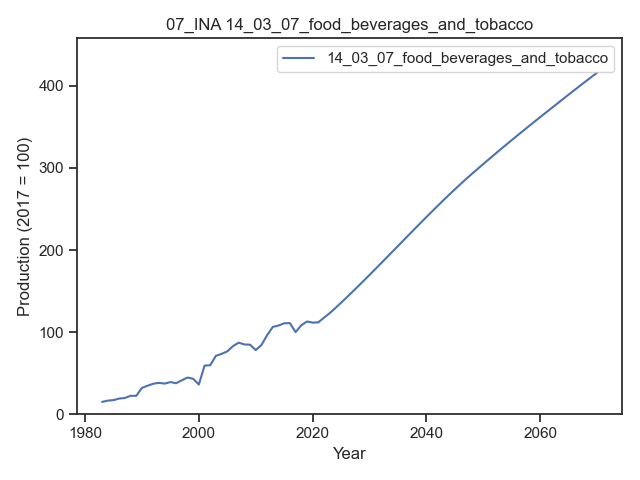 07_INA 14_03_07_food_beverages_and_tobacco
14_03_07_food_beverages_and_tobacco
Production (2017 = 100)
400
300
200
100
0
1980 2000 2020 2040 2060
Year